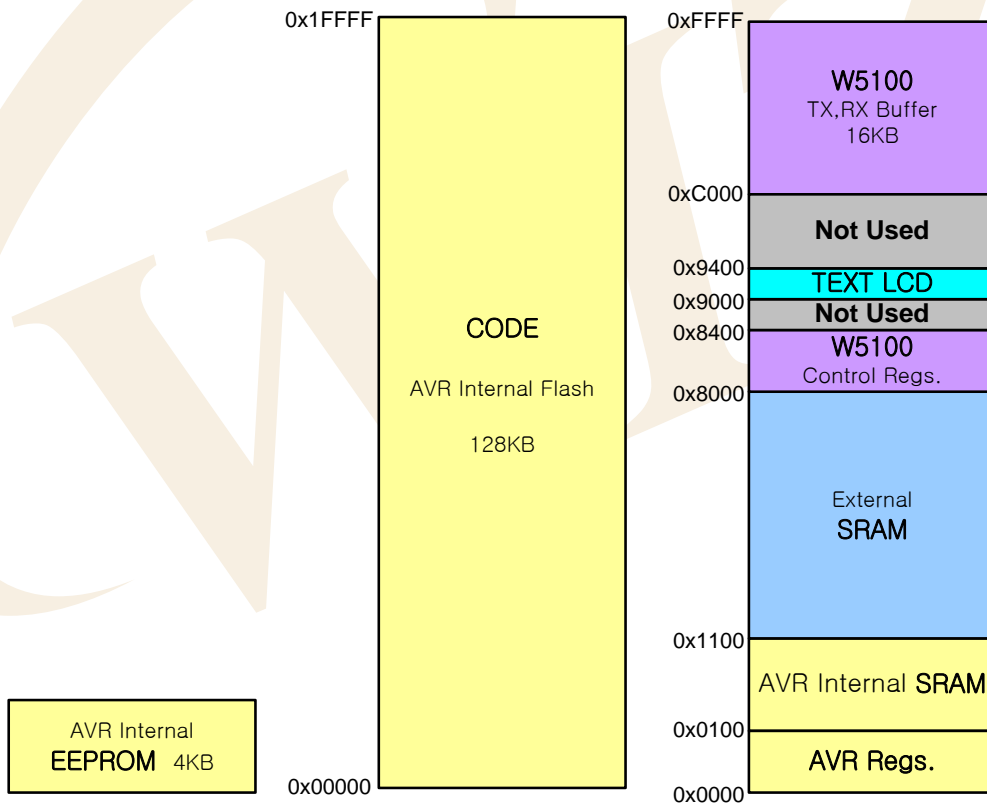 0x1FFFF
CODE
AVR Internal Flash
128KB
0x00000
AVR Internal
EEPROM 4KB
0xFFFF
W5100
TX,RX Buffer
16KB
0xC000
Not Used
0x9400
TEXT LCD
0x9000
Not Used
0x8400
W5100
Control Regs.
0x8000
External
SRAM
0x1100
AVR Internal SRAM
0x0100
AVR Regs.
0x0000